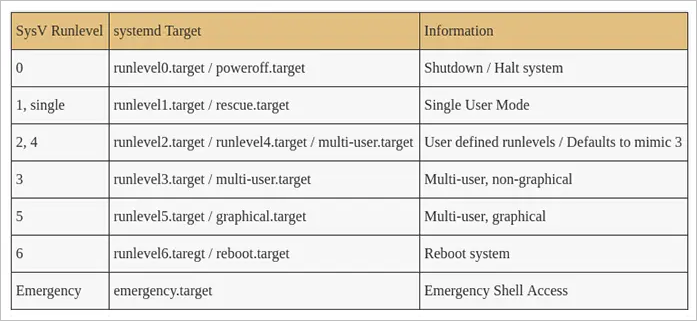 SysV Runlevel systemd Target Information
0 runlevel0.target / poweroff.target Shutdown / Halt system
1, single runlevel1.target / rescue.target Single User Mode
2, 4 runlevel2.target / runlevel4.target / multi-user.target User defined runlevels / Defaults to mimic 3
3 runlevel3.target / multi-user.target Multi-user, non-graphical
5 runlevel5.target / graphical.target Multi-user, graphical
6 runlevel6.taregt / reboot.target Reboot system
Emergency emergency.target Emergency Shell Access